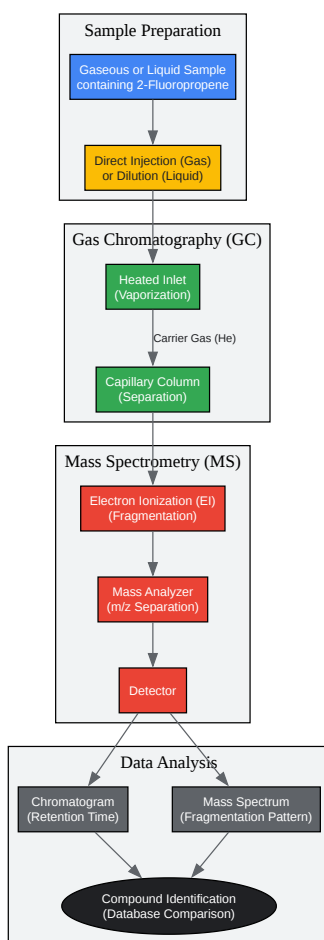 Sample Preparation
Gaseous or Liquid Sample
containing 2-Fluoropropene
Direct Injection (Gas)
or Dilution (Liquid)
Gas Chromatography (GC)
Heated Inlet
(Vaporization)
Carrier Gas (He)
Capillary Column
(Separation)
Mass Spectrometry (MS)
Electron Ionization (EI)
(Fragmentation)
Mass Analyzer
(m/z Separation)
Detector
Data Analysis
Chromatogram
(Retention Time)
Mass Spectrum
(Fragmentation Pattern)
Compound Identification
(Database Comparison)